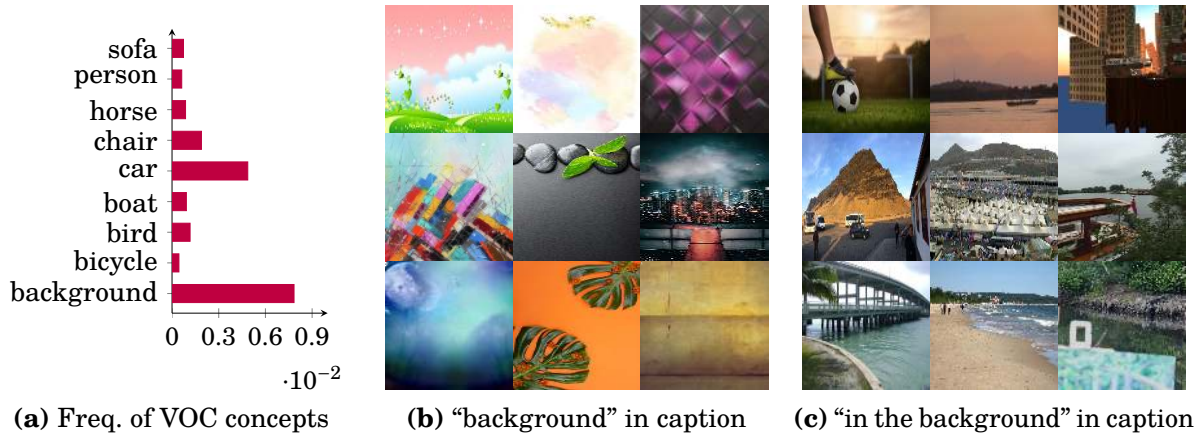 sofa
person
horse
chair
car
boat
bird
bicycle
background
0 0.3 0.6 0.9
·10⁻²
(a) Freq. of VOC concepts
(b) “background” in caption
(c) “in the background” in caption